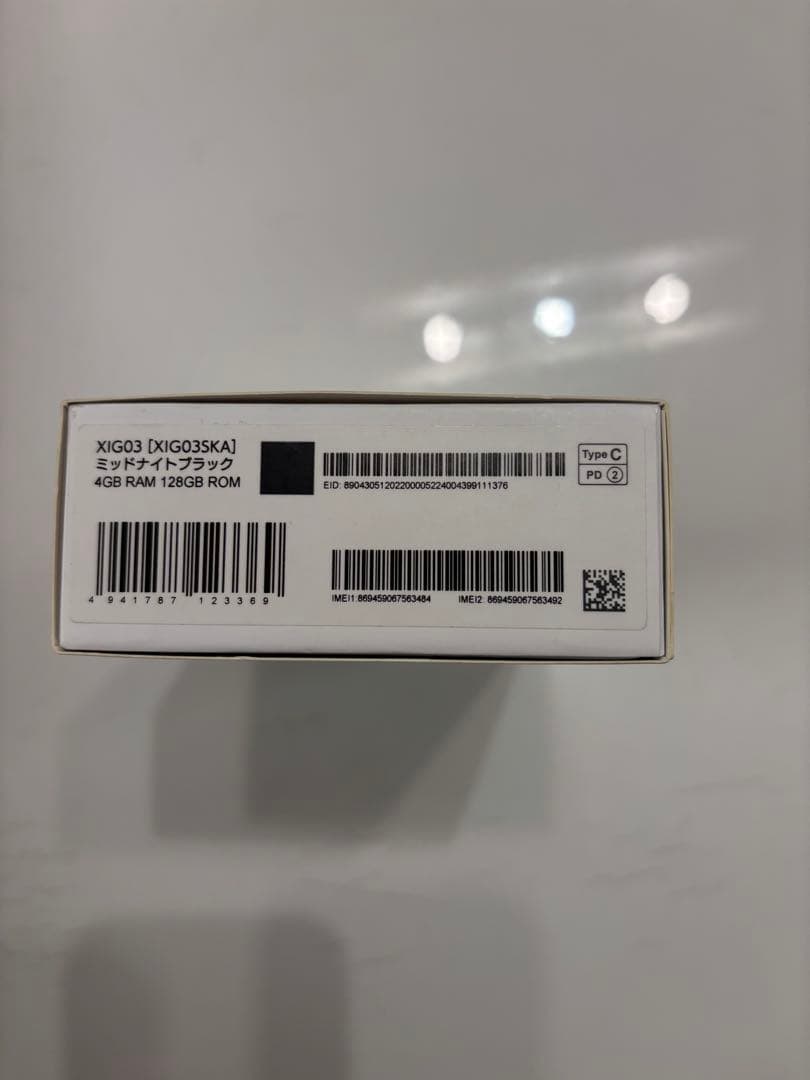 XIG03 [XIG03SKA]
ミッドナイトブラック
4GB RAM 128GB ROM
EID: 89043051202200005224004399111376
Type C
PD 2
4 941787 123369
IMEI1:869459067563484 IMEI2: 869459067563492